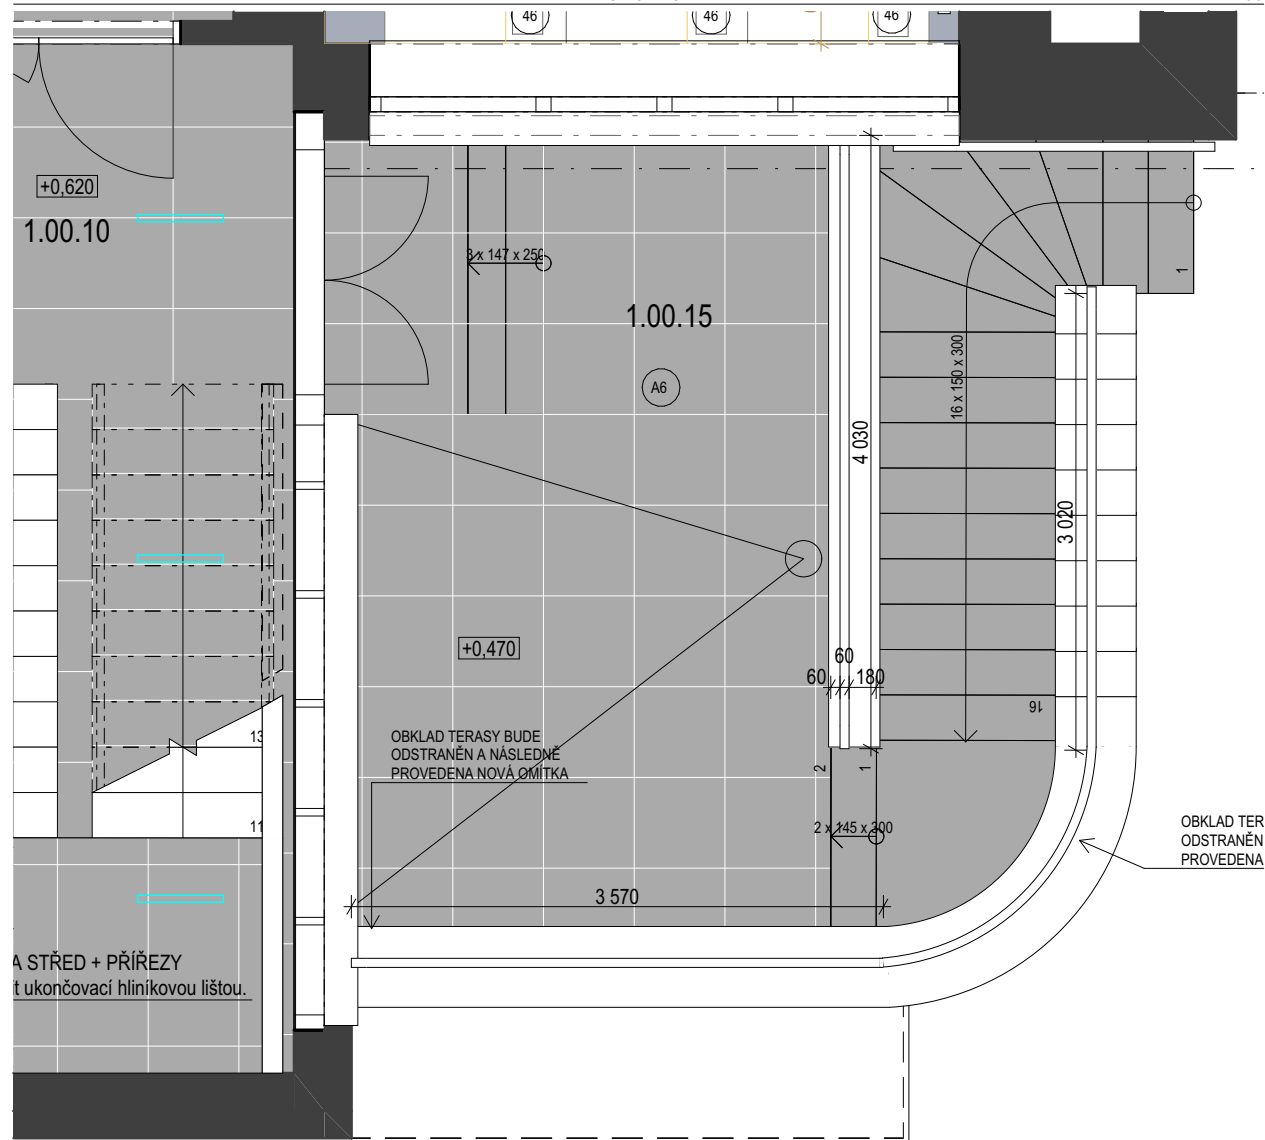 46
46
46
+0,620
1.00.10
3 x 147 x 250
1.00.15
A6
1
16 x 150 x 300
4 030
3 020
+0,470
60
60
180
16
OBKLAD TERASY BUDE
ODSTRANĚN A NÁSLEDNĚ
PROVEDENA NOVÁ OMÍTKA
13
11
2
1
2 x 145 x 300
OBKLAD TER
ODSTRANĚN
PROVEDENA
3 570
A STŘED + PŘÍŘEZY
t ukončovací hliníkovou lištou.